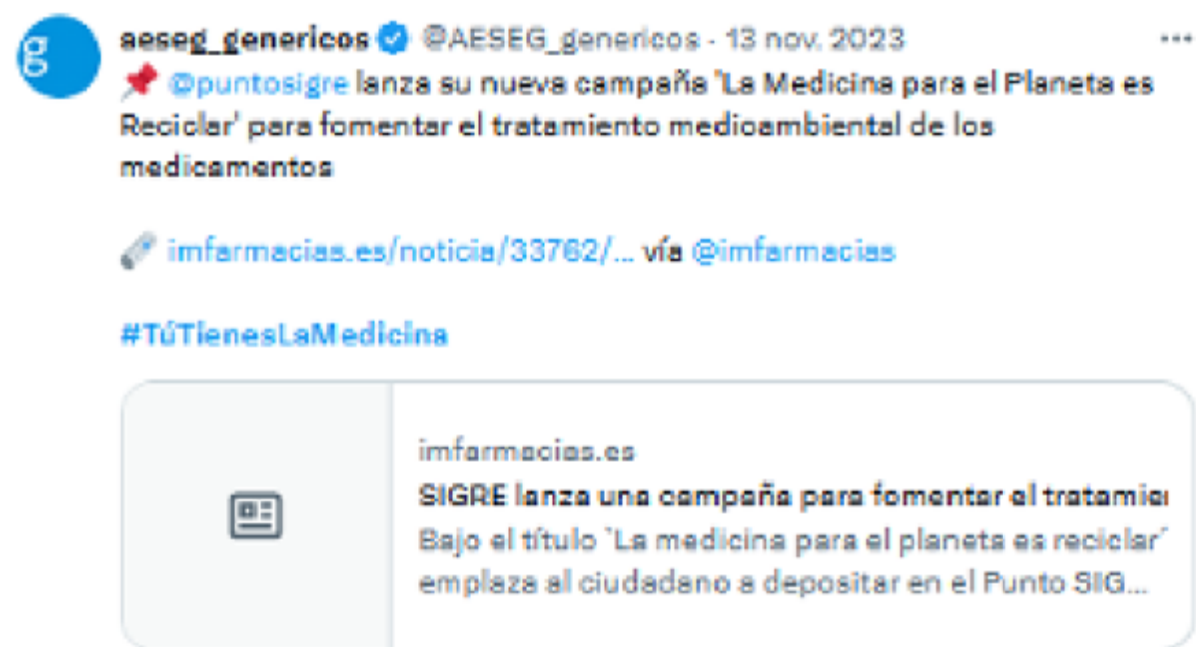 g
aeseg_genericos @AESEG_genericos · 13 nov. 2023
@puntosigre lanza su nueva campaña 'La Medicina para el Planeta es
Reciclar' para fomentar el tratamiento medioambiental de los
medicamentos
imfarmacias.es/noticia/33762/... vía @imfarmacias
#TúTienesLaMedicina
imfarmacias.es
SIGRE lanza una campaña para fomentar el tratamie
Bajo el título `La medicina para el planeta es reciclar´
emplaza al ciudadano a depositar en el Punto SIG...